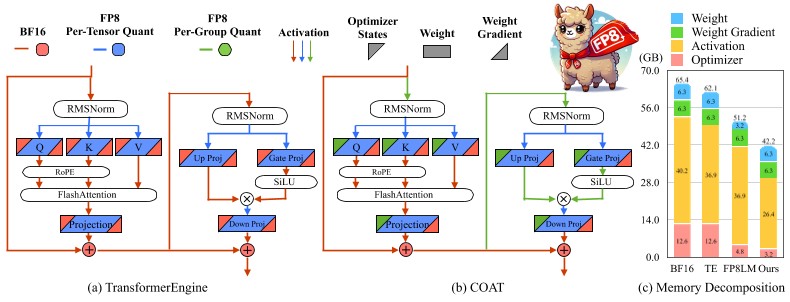 BF16
FP8
Per-Tensor Quant
FP8
Per-Group Quant
Activation
Optimizer
States
Weight
Weight
Gradient
FP8
RMSNorm
Q
K
V
RoPE
FlashAttention
Projection
RMSNorm
Up Proj
Gate Proj
SiLU
Down Proj
(a) TransformerEngine
RMSNorm
Q
K
V
RoPE
FlashAttention
Projection
RMSNorm
Up Proj
Gate Proj
SiLU
Down Proj
(b) COAT
Weight
Weight Gradient
Activation
Optimizer
(GB)
70.0
56.0
42.0
28.0
14.0
0.0
65.4
6.3
6.3
40.2
12.6
62.1
6.3
6.3
36.9
12.6
51.2
3.2
6.3
36.9
4.8
42.2
6.3
6.3
26.4
3.2
BF16 TE FP8LM Ours
(c) Memory Decomposition